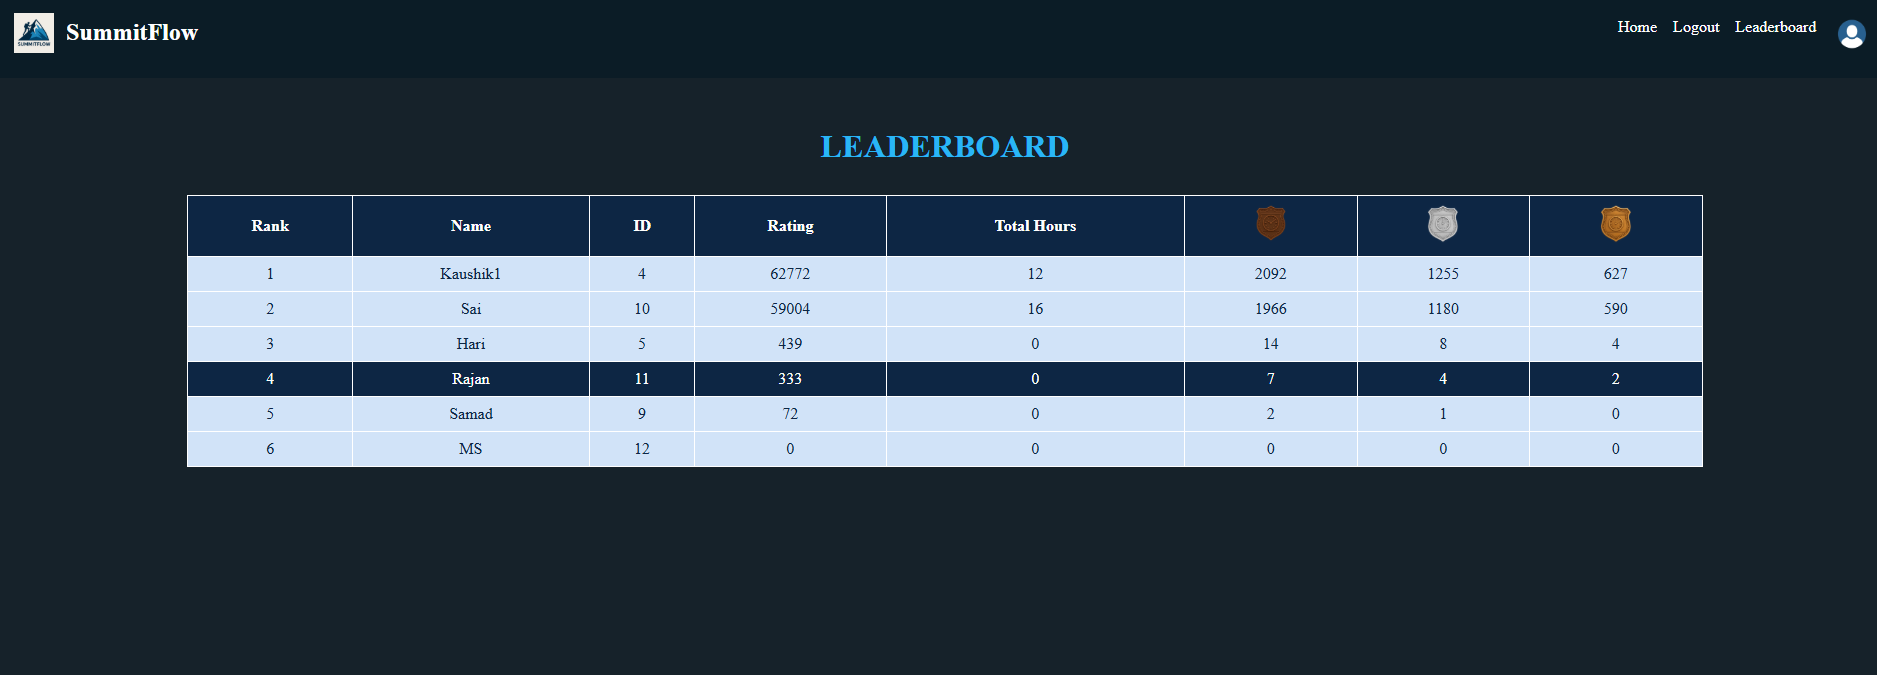 SUMMITFLOW
SummitFlow
Home Logout Leaderboard
LEADERBOARD
Rank Name ID Rating Total Hours
1 Kaushik1 4 62772 12 2092 1255 627
2 Sai 10 59004 16 1966 1180 590
3 Hari 5 439 0 14 8 4
4 Rajan 11 333 0 7 4 2
5 Samad 9 72 0 2 1 0
6 MS 12 0 0 0 0 0